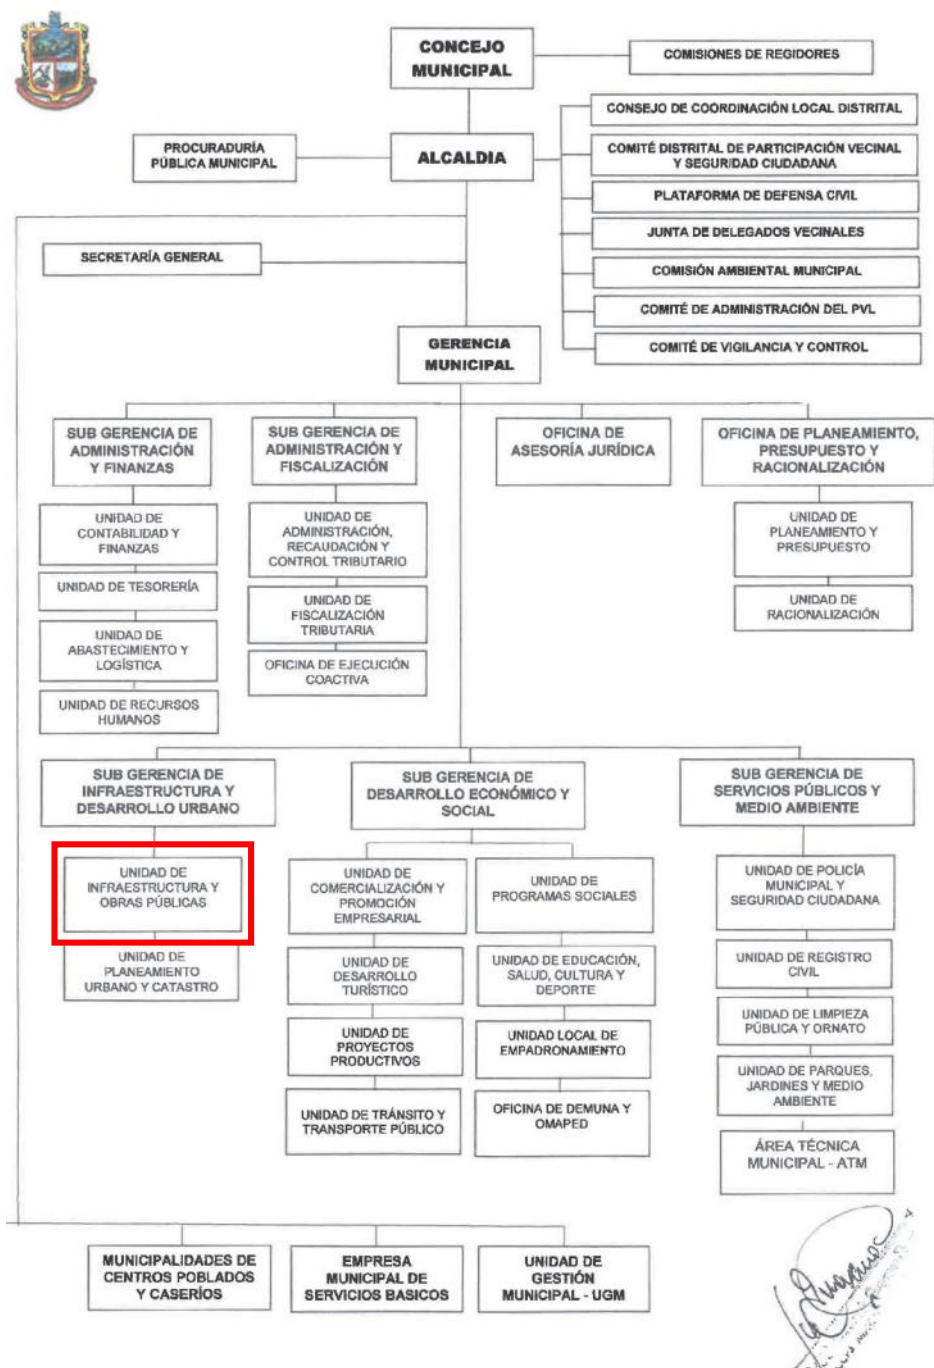 CONCEJO
MUNICIPAL
COMISIONES DE REGIDORES
PROCURADURÍA
PÚBLICA MUNICIPAL
ALCALDIA
CONSEJO DE COORDINACIÓN LOCAL DISTRITAL
COMITÉ DISTRITAL DE PARTICIPACIÓN VECINAL
Y SEGURIDAD CIUDADANA
PLATAFORMA DE DEFENSA CIVIL
JUNTA DE DELEGADOS VECINALES
COMISIÓN AMBIENTAL MUNICIPAL
COMITÉ DE ADMINISTRACIÓN DEL PVL
COMITÉ DE VIGILANCIA Y CONTROL
SECRETARÍA GENERAL
GERENCIA
MUNICIPAL
SUB GERENCIA DE
ADMINISTRACIÓN
Y FINANZAS
SUB GERENCIA DE
ADMINISTRACIÓN Y
FISCALIZACIÓN
OFICINA DE
ASESORÍA JURÍDICA
OFICINA DE PLANEAMIENTO,
PRESUPUESTO Y
RACIONALIZACIÓN
UNIDAD DE
CONTABILIDAD Y
FINANZAS
UNIDAD DE TESORERÍA
UNIDAD DE
ABASTECIMIENTO Y
LOGÍSTICA
UNIDAD DE RECURSOS
HUMANOS
UNIDAD DE
ADMINISTRACIÓN,
RECAUDACIÓN Y
CONTROL TRIBUTARIO
UNIDAD DE
FISCALIZACIÓN
TRIBUTARIA
OFICINA DE EJECUCIÓN
COACTIVA
UNIDAD DE
PLANEAMIENTO Y
PRESUPUESTO
UNIDAD DE
RACIONALIZACIÓN
SUB GERENCIA DE
INFRAESTRUCTURA Y
DESARROLLO URBANO
SUB GERENCIA DE
DESARROLLO ECONÓMICO Y
SOCIAL
SUB GERENCIA DE
SERVICIOS PÚBLICOS Y
MEDIO AMBIENTE
UNIDAD DE
INFRAESTRUCTURA Y
OBRAS PÚBLICAS
UNIDAD DE
PLANEAMIENTO
URBANO Y CATASTRO
UNIDAD DE
COMERCIALIZACIÓN Y
PROMOCIÓN
EMPRESARIAL
UNIDAD DE
DESARROLLO
TURÍSTICO
UNIDAD DE
PROYECTOS
PRODUCTIVOS
UNIDAD DE TRÁNSITO Y
TRANSPORTE PÚBLICO
UNIDAD DE
PROGRAMAS SOCIALES
UNIDAD DE EDUCACIÓN,
SALUD, CULTURA Y
DEPORTE
UNIDAD LOCAL DE
EMPADRONAMIENTO
OFICINA DE DEMUNA Y
OMAPED
UNIDAD DE POLICÍA
MUNICIPAL Y
SEGURIDAD CIUDADANA
UNIDAD DE REGISTRO
CIVIL
UNIDAD DE LIMPIEZA
PÚBLICA Y ORNATO
UNIDAD DE PARQUES,
JARDINES Y MEDIO
AMBIENTE
ÁREA TÉCNICA
MUNICIPAL - ATM
MUNICIPALIDADES DE
CENTROS POBLADOS
Y CASERÍOS
EMPRESA
MUNICIPAL DE
SERVICIOS BASICOS
UNIDAD DE
GESTIÓN
MUNICIPAL - UGM